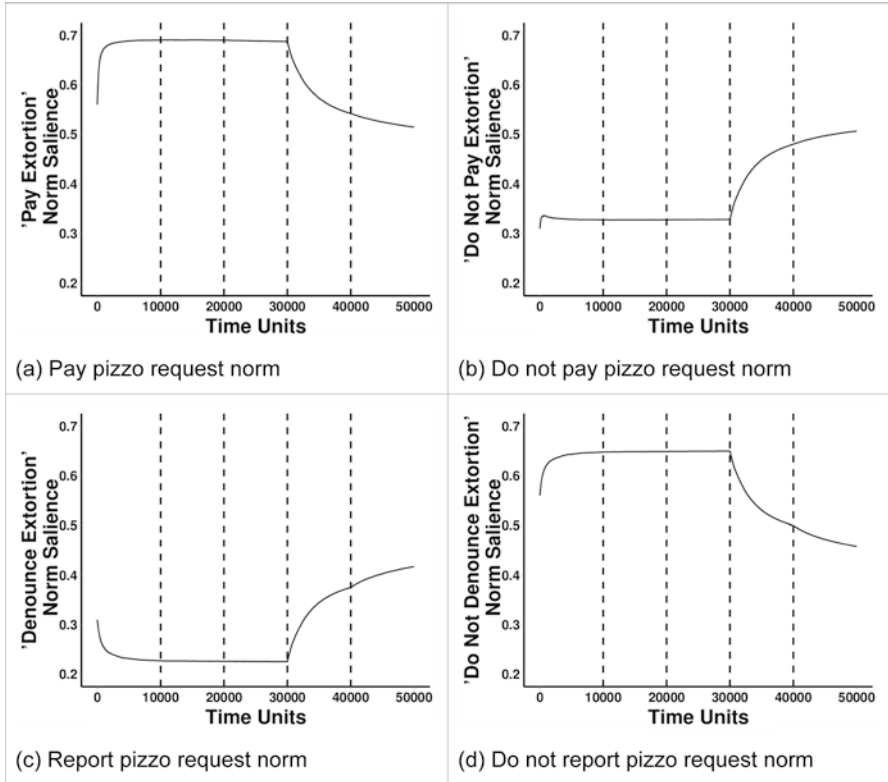 'Pay Extortion'
Norm Salience
0.7
0.6
0.5
0.4
0.3
0.2
0 10000 20000 30000 40000 50000
Time Units
(a) Pay pizzo request norm
'Do Not Pay Extortion'
Norm Salience
0.7
0.6
0.5
0.4
0.3
0.2
0 10000 20000 30000 40000 50000
Time Units
(b) Do not pay pizzo request norm
'Denounce Extortion'
Norm Salience
0.7
0.6
0.5
0.4
0.3
0.2
0 10000 20000 30000 40000 50000
Time Units
(c) Report pizzo request norm
'Do Not Denounce Extortion'
Norm Salience
0.7
0.6
0.5
0.4
0.3
0.2
0 10000 20000 30000 40000 50000
Time Units
(d) Do not report pizzo request norm